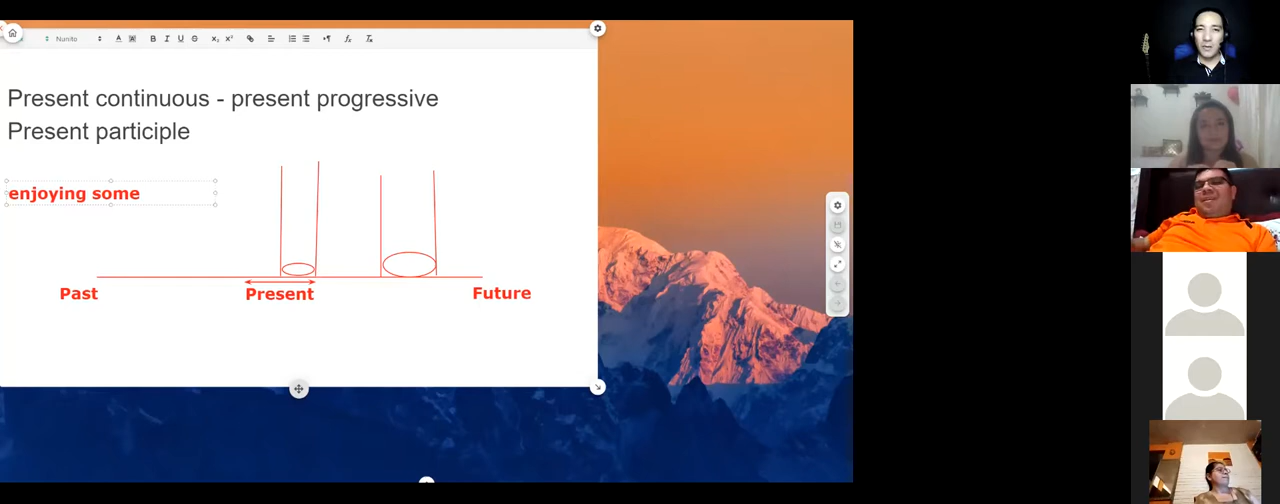 Nunito
Present continuous - present progressive
Present participle
enjoying some
Past
Present
Future